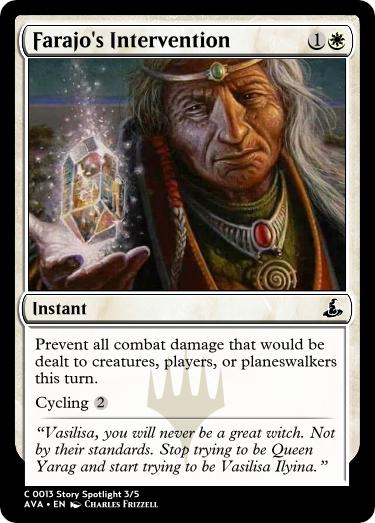 Farajo's Intervention 1
Instant
Prevent all combat damage that would be
dealt to creatures, players, or planeswalkers
this turn.
Cycling 2
“Vasilisa, you will never be a great witch. Not
by their standards. Stop trying to be Queen
Yarag and start trying to be Vasilisa Ilyina.”
C 0013 Story Spotlight 3/5
AVA • EN Charles Frizzell